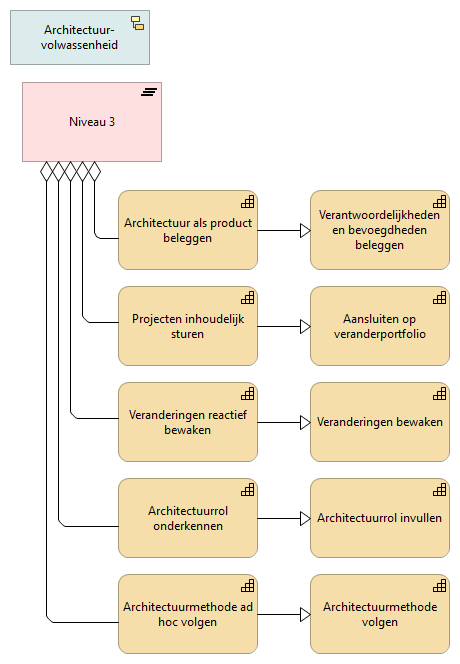 Architectuur-
volwassenheid
Niveau 3
Architectuur als product
beleggen
Verantwoordelijkheden
en bevoegdheden
beleggen
Projecten inhoudelijk
sturen
Aansluiten op
veranderportfolio
Veranderingen reactief
bewaken
Veranderingen bewaken
Architectuurrol
onderkennen
Architectuurrol invullen
Architectuurmethode ad
hoc volgen
Architectuurmethode
volgen